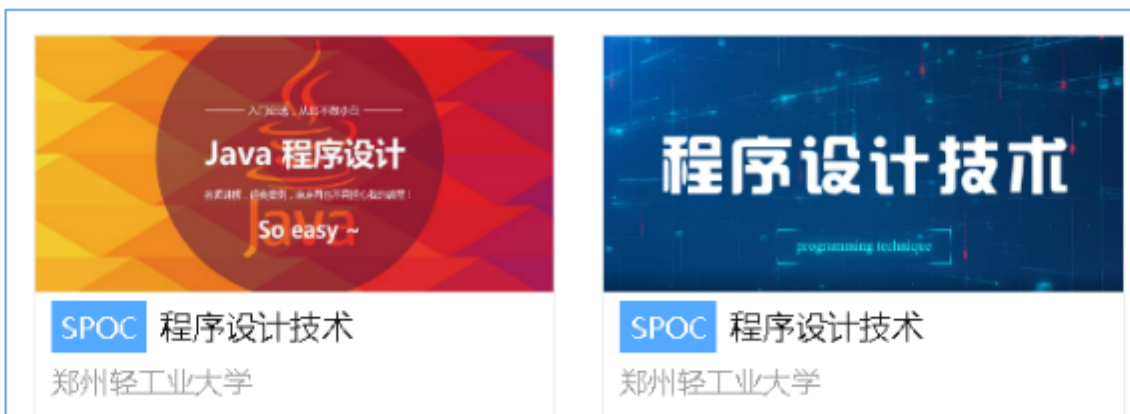 Java 程序设计
So easy ~
Java
SPOC 程序设计技术
郑州轻工业大学
程序设计技术
programming technique
SPOC 程序设计技术
郑州轻工业大学